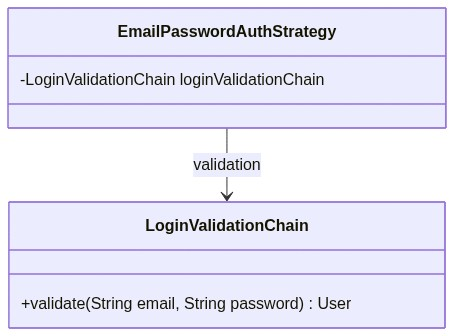 EmailPasswordAuthStrategy
-LoginValidationChain loginValidationChain
validation
LoginValidationChain
+validate(String email, String password) : User